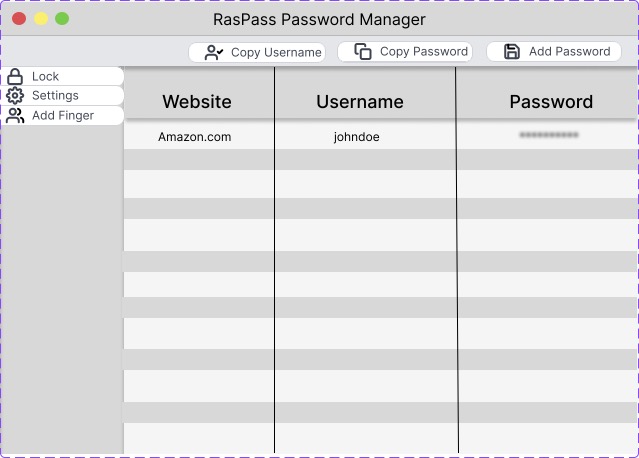 RasPass Password Manager
Copy Username
Copy Password
Add Password
Lock
Settings
Add Finger
Website
Username
Password
Amazon.com
johndoe
**********